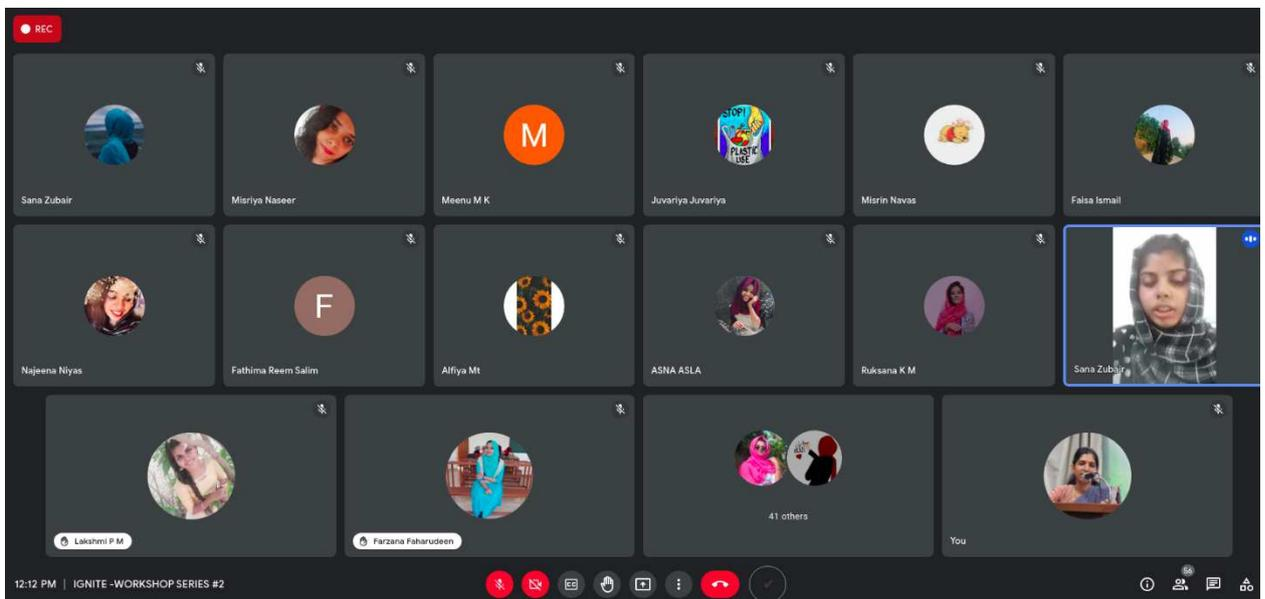 REC
Sana Zubair
Misriya Naseer
M
Meenu M K
STOP!
PLASTIC
USE
Juvariya Juvariya
Misrin Navas
Faisa Ismail
Najeena Niyas
F
Fathima Reem Salim
Alfiya Mt
ASNA ASLA
Ruksana K M
Sana Zubair
Lakshmi P M
Farzana Faharudeen
41 others
You
12:12 PM | IGNITE -WORKSHOP SERIES #2
CC
56